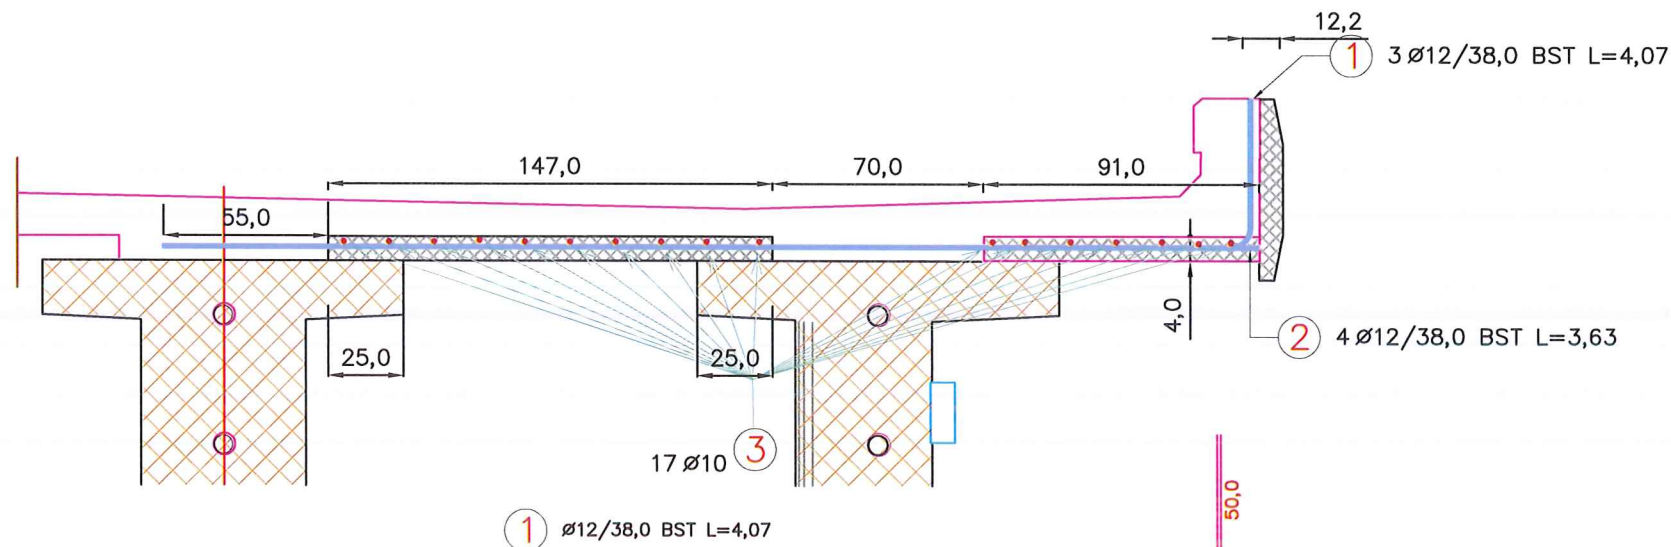 12,2
1 3 Ø12/38,0 BST L=4,07
147,0 70,0 91,0
55,0
4,0
2 4 Ø12/38,0 BST L=3,63
25,0 25,0
3
17 Ø10
50,0
1 Ø12/38,0 BST L=4,07